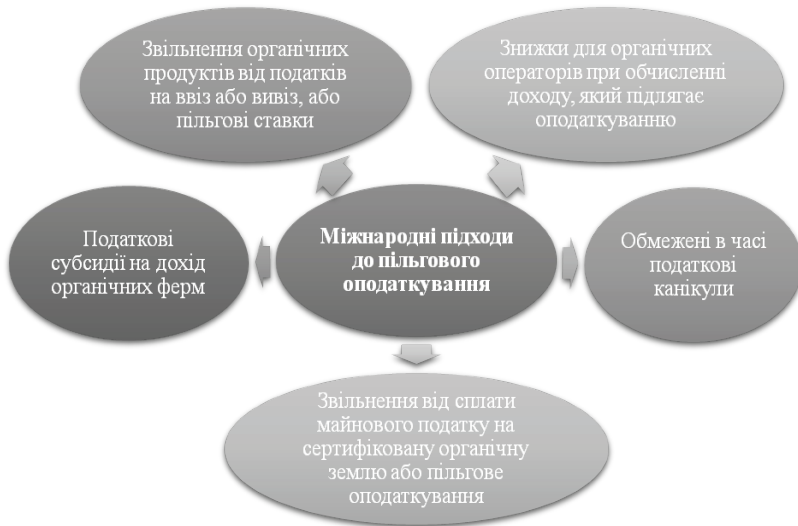 Звільнення органічних
продуктів від податків
на ввіз або вивіз, або
пільгові ставки
Знижки для органічних
операторів при обчисленні
доходу, який підлягає
оподаткуванню
Податкові
субсидії на дохід
органічних ферм
Міжнародні підходи
до пільгового
оподаткування
Обмежені в часі
податкові
канікули
Звільнення від сплати
майнового податку на
сертифіковану органічну
землю або пільгове
оподаткування